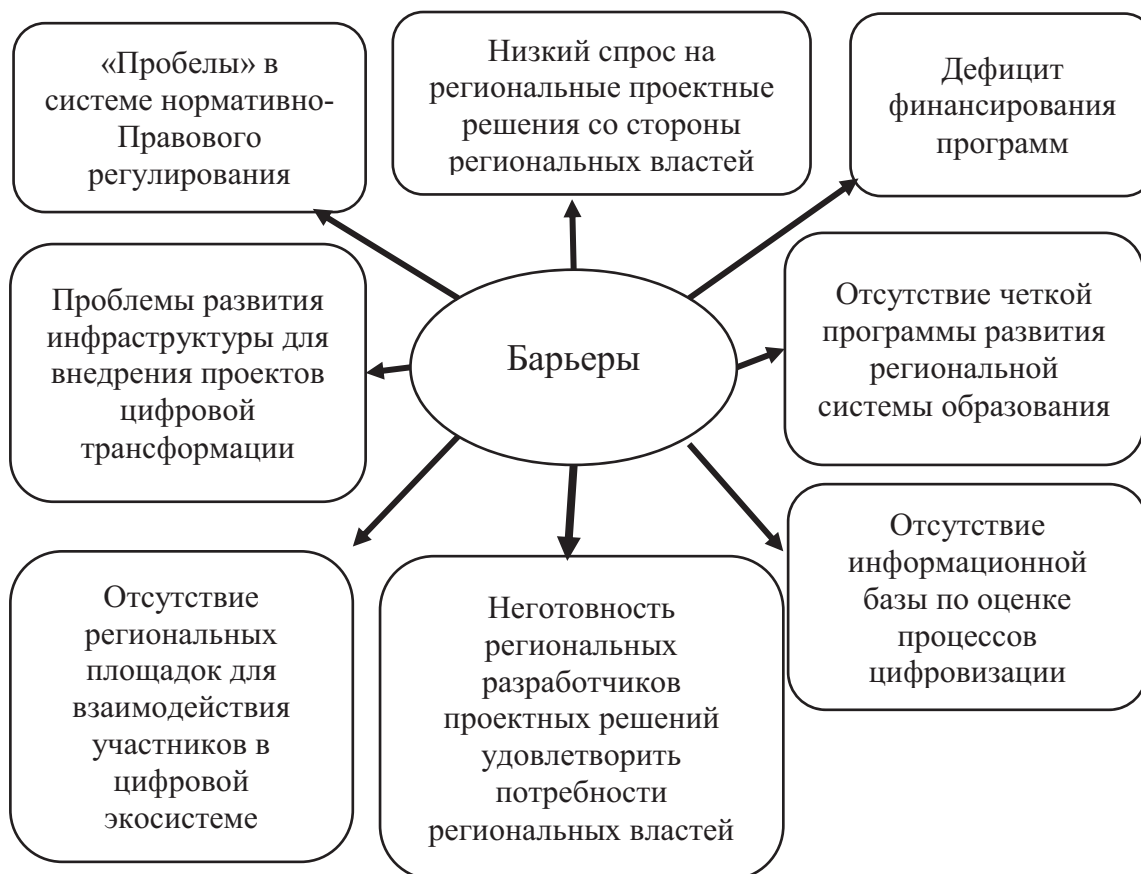 «Пробелы» в
системе нормативно-
Правового
регулирования
Низкий спрос на
региональные проектные
решения со стороны
региональных властей
Дефицит
финансирования
программ
Проблемы развития
инфраструктуры для
внедрения проектов
цифровой
трансформации
Барьеры
Отсутствие четкой
программы развития
региональной
системы образования
Отсутствие
региональных
площадок для
взаимодействия
участников в
цифровой
экосистеме
Неготовность
региональных
разработчиков
проектных решений
удовлетворить
потребности
региональных властей
Отсутствие
информационной
базы по оценке
процессов
цифровизации